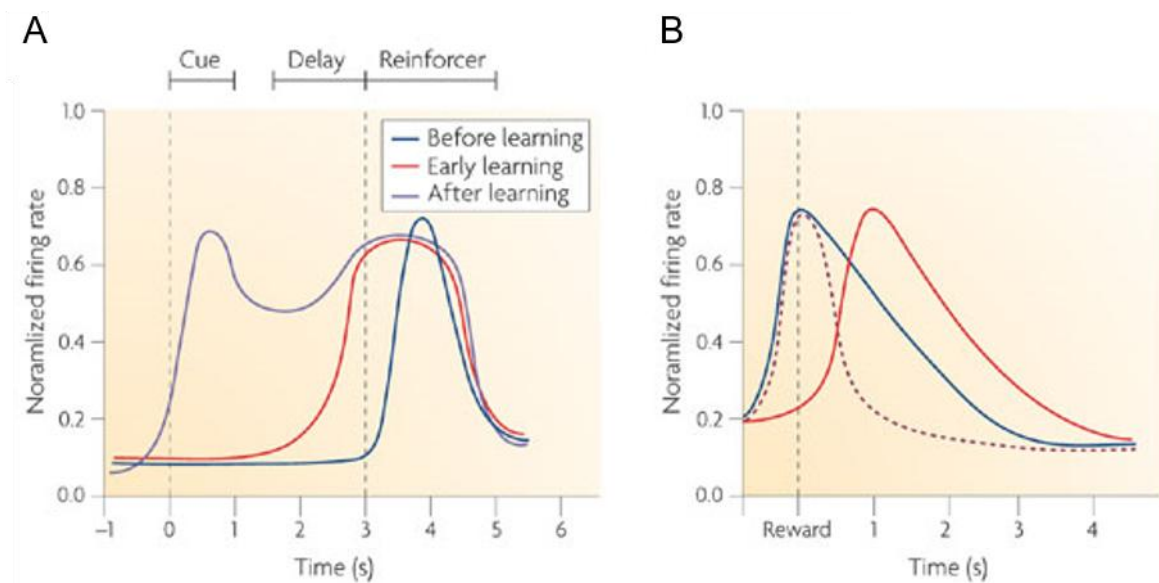 A
B
Cue
Delay
Reinforcer
1.0
0.8
0.6
0.4
0.2
0.0
Noramlized firing rate
Before learning
Early learning
After learning
−1
0
1
2
3
4
5
6
Time (s)
1.0
0.8
0.6
0.4
0.2
0.0
Noramlized firing rate
Reward
1
2
3
4
Time (s)